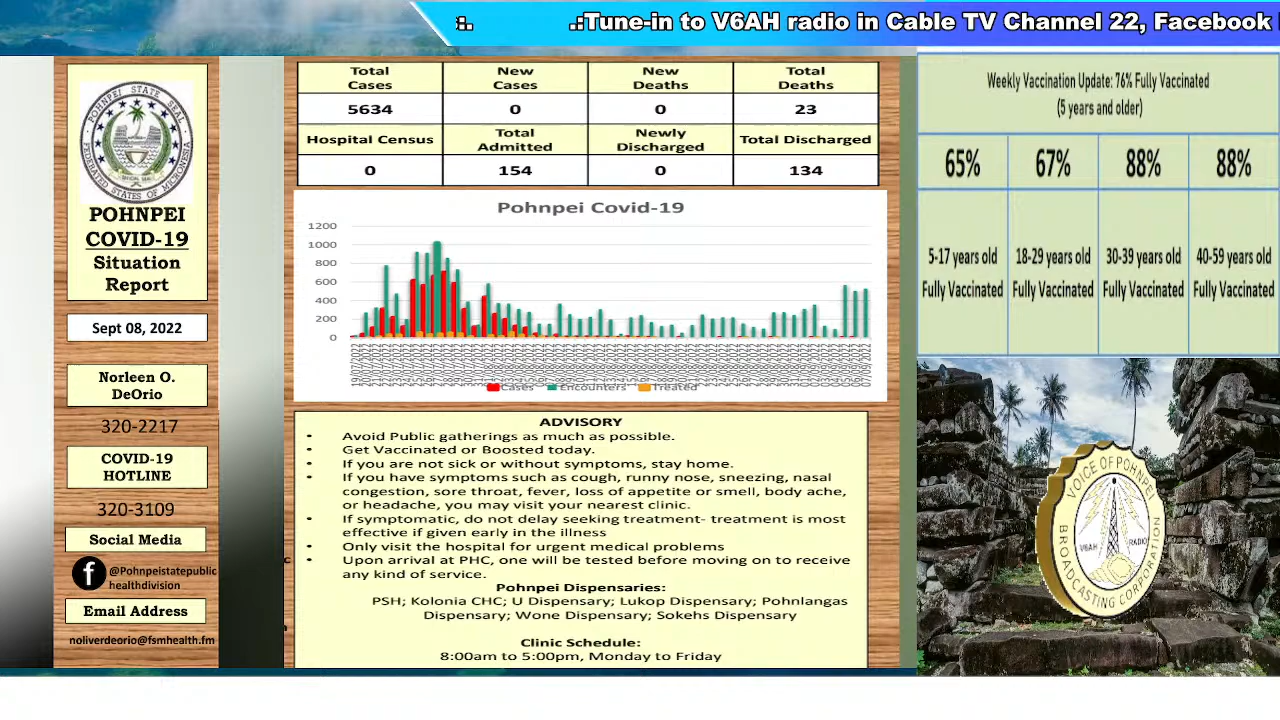 :.
.:Tune-in to V6AH radio in Cable TV Channel 22, Facebook
POHNPEI STATE SEAL
FEDERATED STATES OF MICRONESIA
POHNPEI
COVID-19
Situation
Report
Sept 08, 2022
Norleen O.
DeOrio
320-2217
COVID-19
HOTLINE
320-3109
Social Media
@Pohnpeistatepublic
healthdivision
Email Address
noliverdeorio@fsmhealth.fm
Total Cases New Cases New Deaths Total Deaths
5634 0 0 23
Hospital Census Total Admitted Newly Discharged Total Discharged
0 154 0 134
Pohnpei Covid-19
1200
1000
800
600
400
200
0
Cases Encounters Treated
ADVISORY
• Avoid Public gatherings as much as possible.
• Get Vaccinated or Boosted today.
• If you are not sick or without symptoms, stay home.
• If you have symptoms such as cough, runny nose, sneezing, nasal
congestion, sore throat, fever, loss of appetite or smell, body ache,
or headache, you may visit your nearest clinic.
• If symptomatic, do not delay seeking treatment- treatment is most
effective if given early in the illness
• Only visit the hospital for urgent medical problems
• Upon arrival at PHC, one will be tested before moving on to receive
any kind of service.
Pohnpei Dispensaries:
PSH; Kolonia CHC; U Dispensary; Lukop Dispensary; Pohnlangas
Dispensary; Wone Dispensary; Sokehs Dispensary
Clinic Schedule:
8:00am to 5:00pm, Monday to Friday
Weekly Vaccination Update: 76% Fully Vaccinated
(5 years and older)
65% 67% 88% 88%
5-17 years old 18-29 years old 30-39 years old 40-59 years old
Fully Vaccinated Fully Vaccinated Fully Vaccinated Fully Vaccinated
VOICE OF POHNPEI
V6AH RADIO
BROADCASTING CORPORATION